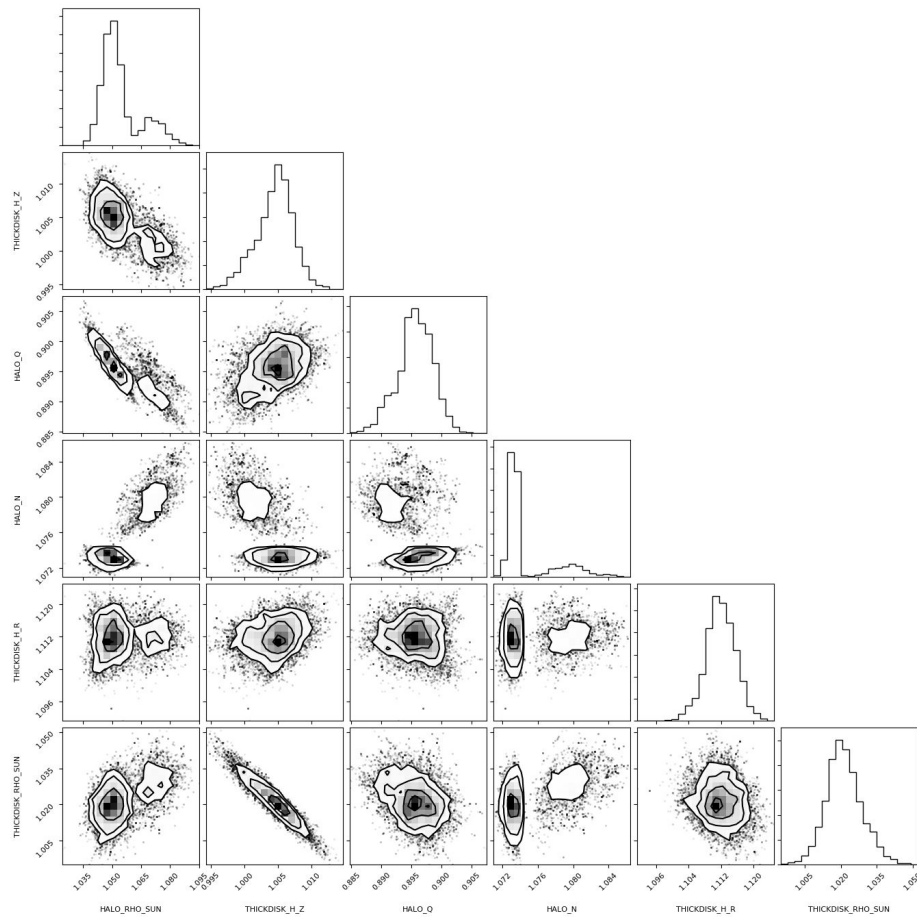 THICKDISK_H_Z
1.010
1.005
1.000
0.995
HALO_Q
0.905
0.900
0.895
0.890
0.885
HALO_N
1.084
1.080
1.076
1.072
THICKDISK_H_R
1.120
1.112
1.104
1.096
THICKDISK_RHO_SUN
1.050
1.035
1.020
1.005
1.035 1.050 1.065 1.080 1.095
0.995 1.000 1.005 1.010
0.885 0.890 0.895 0.900 0.905
1.072 1.076 1.080 1.084
1.096 1.104 1.112 1.120
1.005 1.020 1.035
HALO_RHO_SUN THICKDISK_H_Z HALO_Q HALO_N THICKDISK_H_R THICKDISK_RHO_SUN